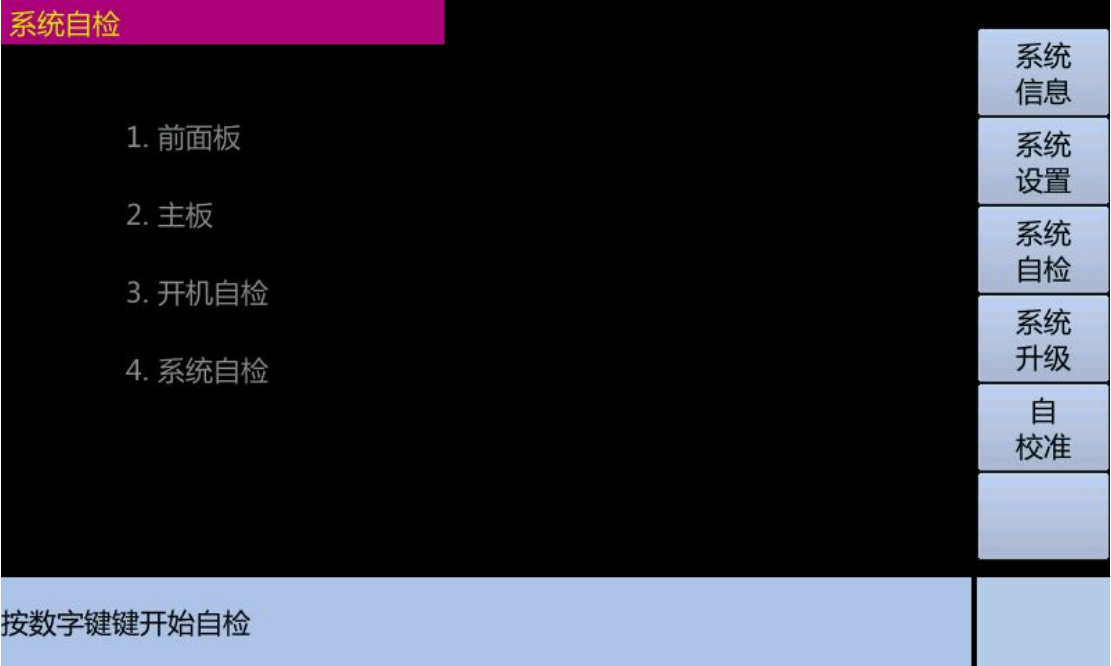 系统自检
1. 前面板
2. 主板
3. 开机自检
4. 系统自检
系统
信息
系统
设置
系统
自检
系统
升级
自
校准
按数字键键开始自检